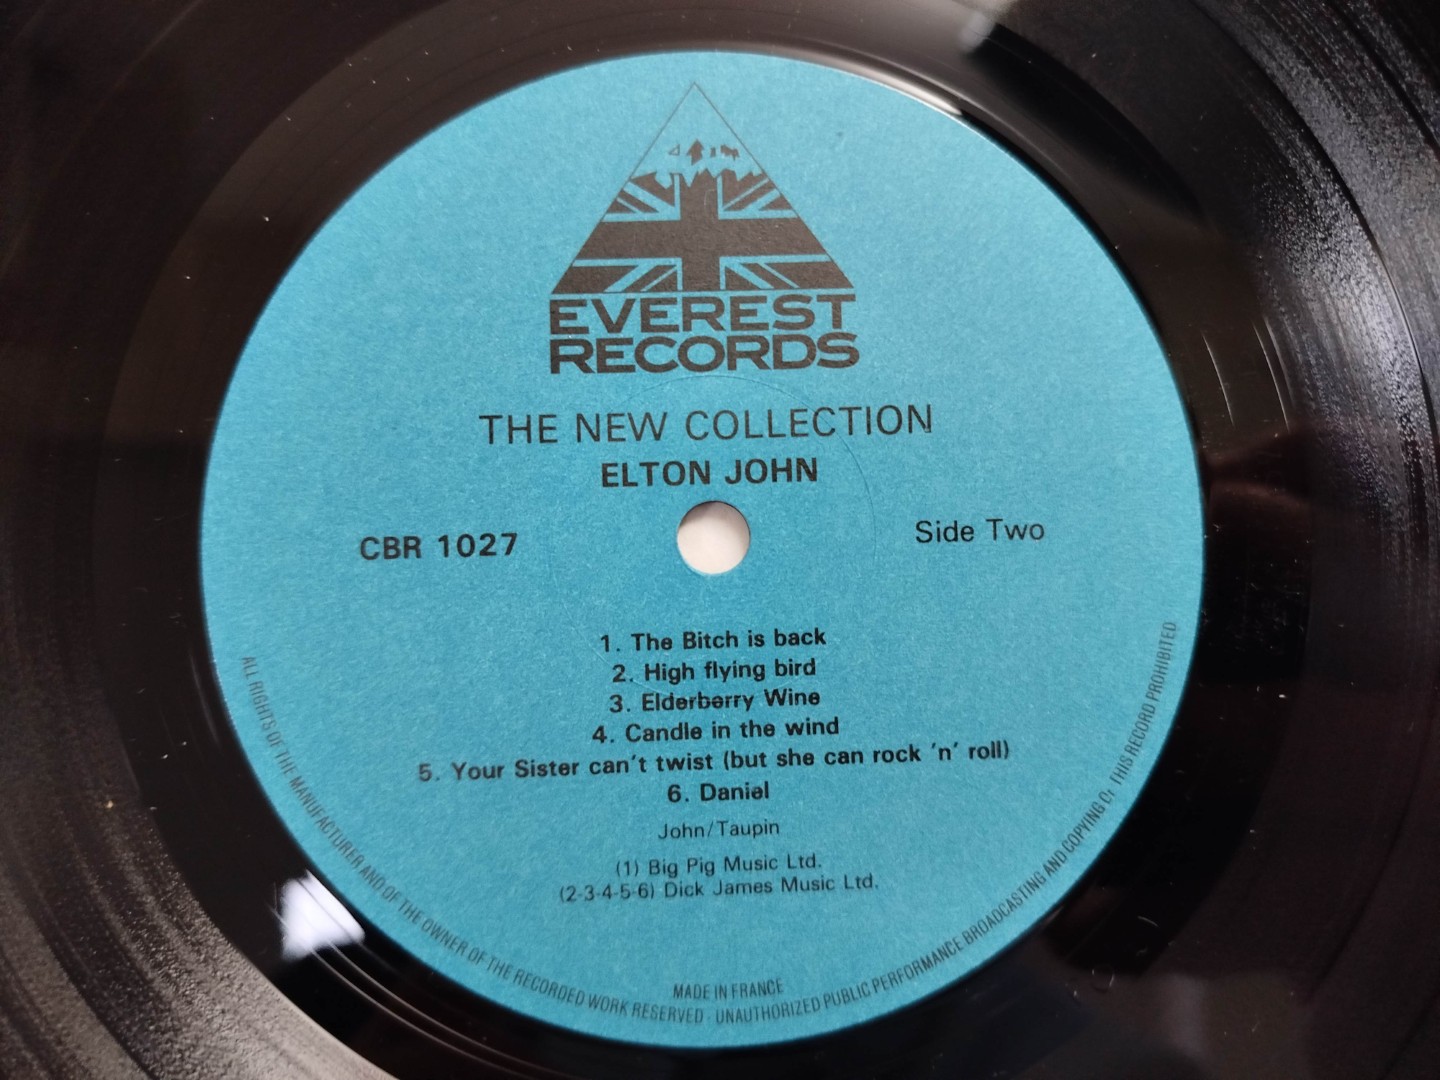 EVEREST
RECORDS
THE NEW COLLECTION
ELTON JOHN
CBR 1027
Side Two
1. The Bitch is back
2. High flying bird
3. Elderberry Wine
4. Candle in the wind
5. Your Sister can't twist (but she can rock 'n' roll)
6. Daniel
John/Taupin
(1) Big Pig Music Ltd.
(2-3-4-5-6) Dick James Music Ltd.
MADE IN FRANCE
ALL RIGHTS OF THE MANUFACTURER AND OF THE OWNER OF THE RECORDED WORK RESERVED - UNAUTHORIZED PUBLIC PERFORMANCE BROADCASTING AND COPYING OF THIS RECORD PROHIBITED